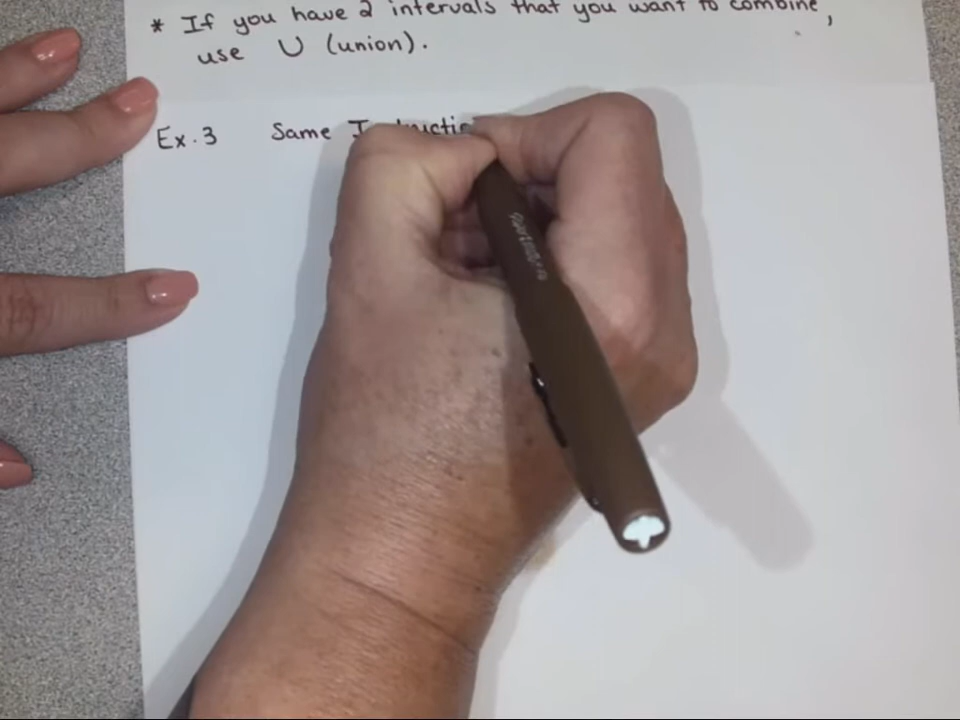 * If you have 2 intervals that you want to combine,
use ∪ (union).
Ex.3 Same